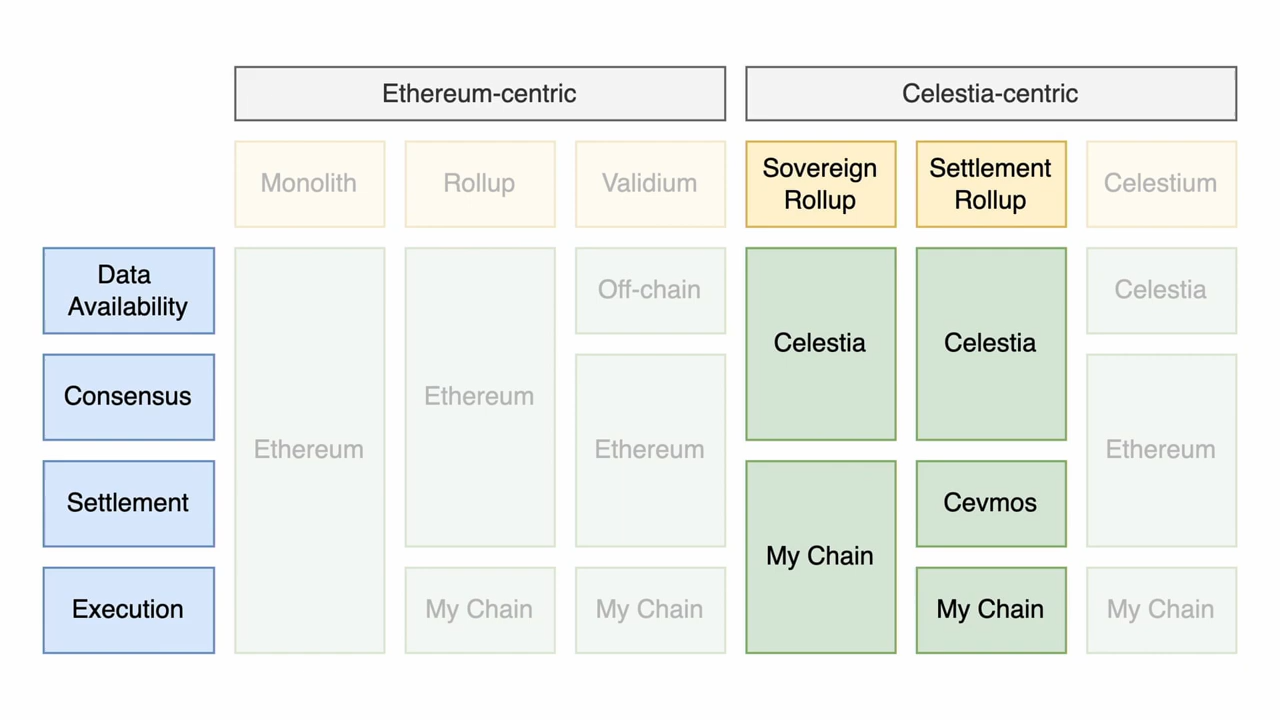 Ethereum-centric
Celestia-centric
Monolith
Rollup
Validium
Sovereign
Rollup
Settlement
Rollup
Celestium
Data
Availability
Consensus
Settlement
Execution
Ethereum
Ethereum
My Chain
Off-chain
Ethereum
My Chain
Celestia
My Chain
Celestia
Cevmos
My Chain
Celestia
Ethereum
My Chain